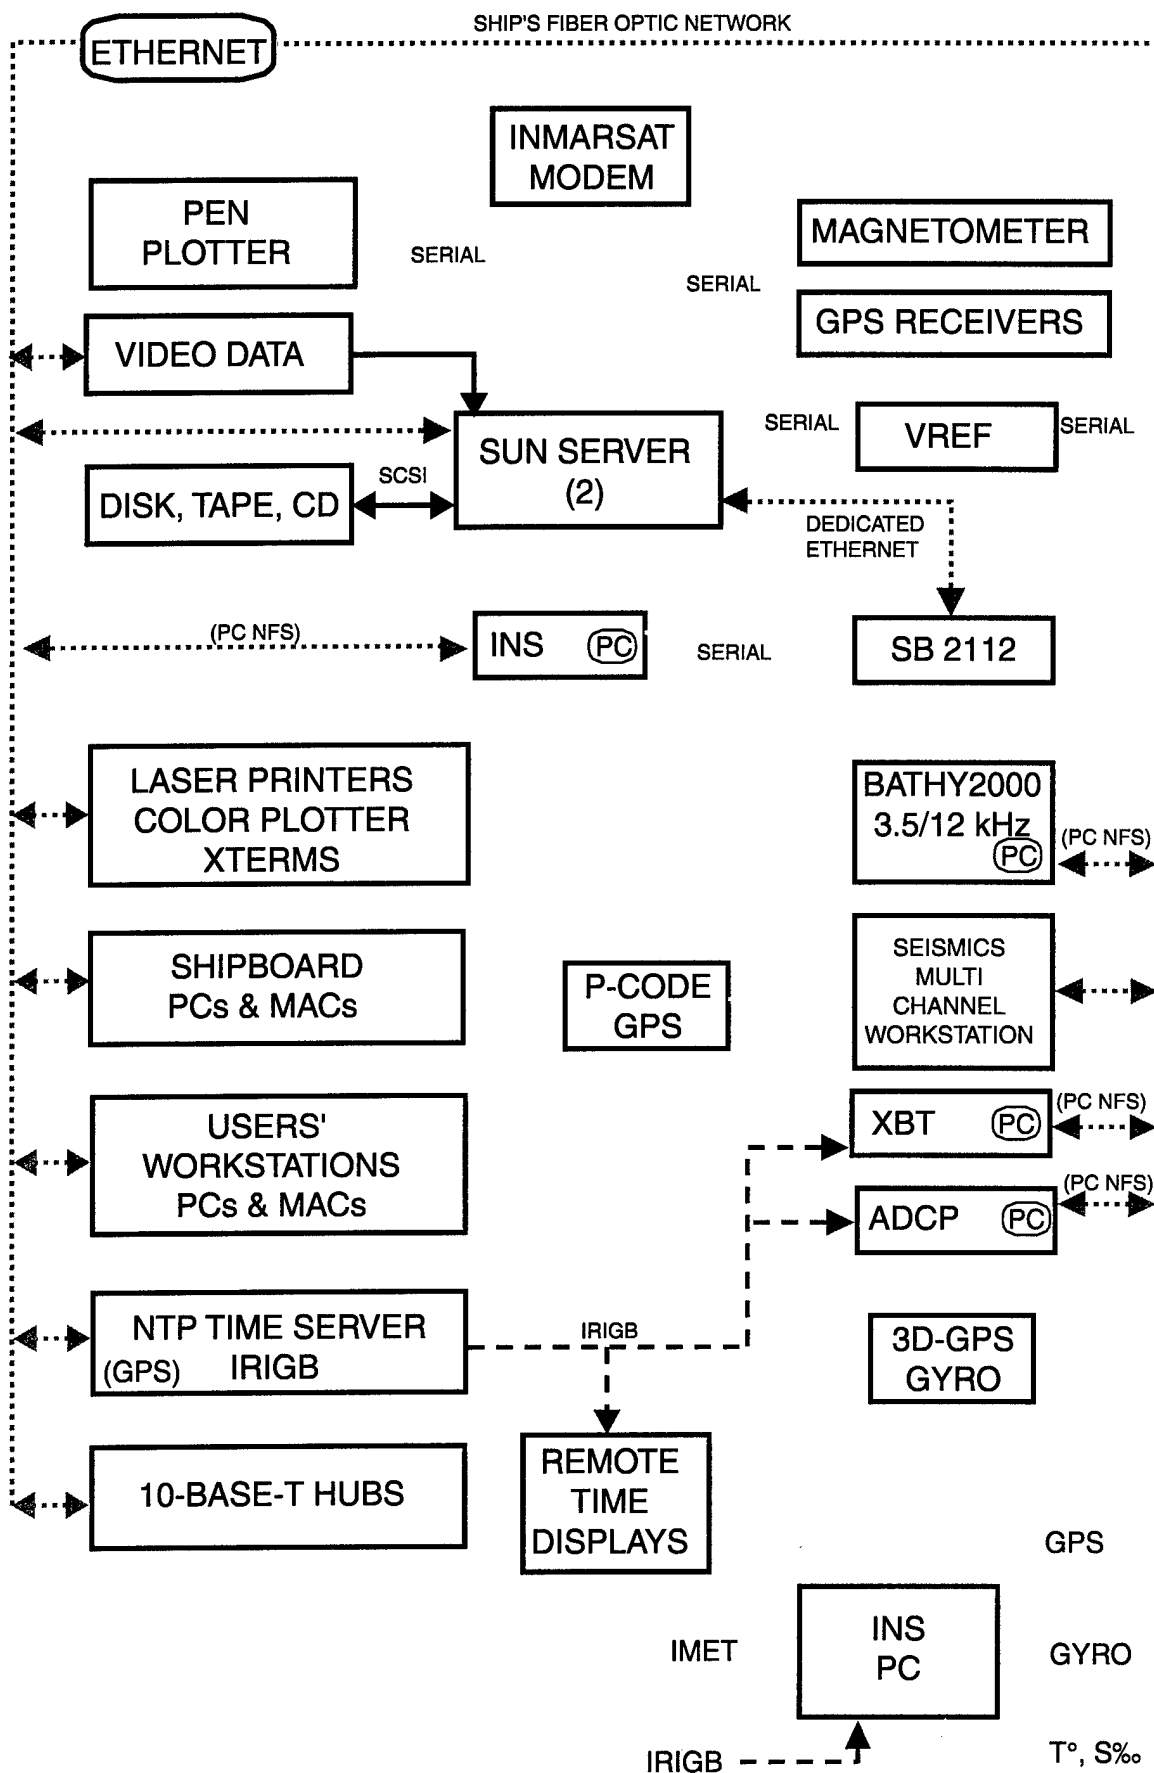 SHIP'S FIBER OPTIC NETWORK
ETHERNET
INMARSAT
MODEM
PEN
PLOTTER
SERIAL
MAGNETOMETER
SERIAL
GPS RECEIVERS
VIDEO DATA
SERIAL
VREF
SERIAL
SUN SERVER
(2)
SCSI
DISK, TAPE, CD
DEDICATED
ETHERNET
(PC NFS)
INS PC
SERIAL
SB 2112
LASER PRINTERS
COLOR PLOTTER
XTERMS
BATHY2000
3.5/12 kHz
PC
(PC NFS)
SHIPBOARD
PCs & MACs
P-CODE
GPS
SEISMICS
MULTI
CHANNEL
WORKSTATION
USERS'
WORKSTATIONS
PCs & MACs
XBT PC
(PC NFS)
ADCP PC
(PC NFS)
NTP TIME SERVER
(GPS) IRIGB
IRIGB
3D-GPS
GYRO
10-BASE-T HUBS
REMOTE
TIME
DISPLAYS
GPS
IMET
INS
PC
GYRO
IRIGB
T°, S‰